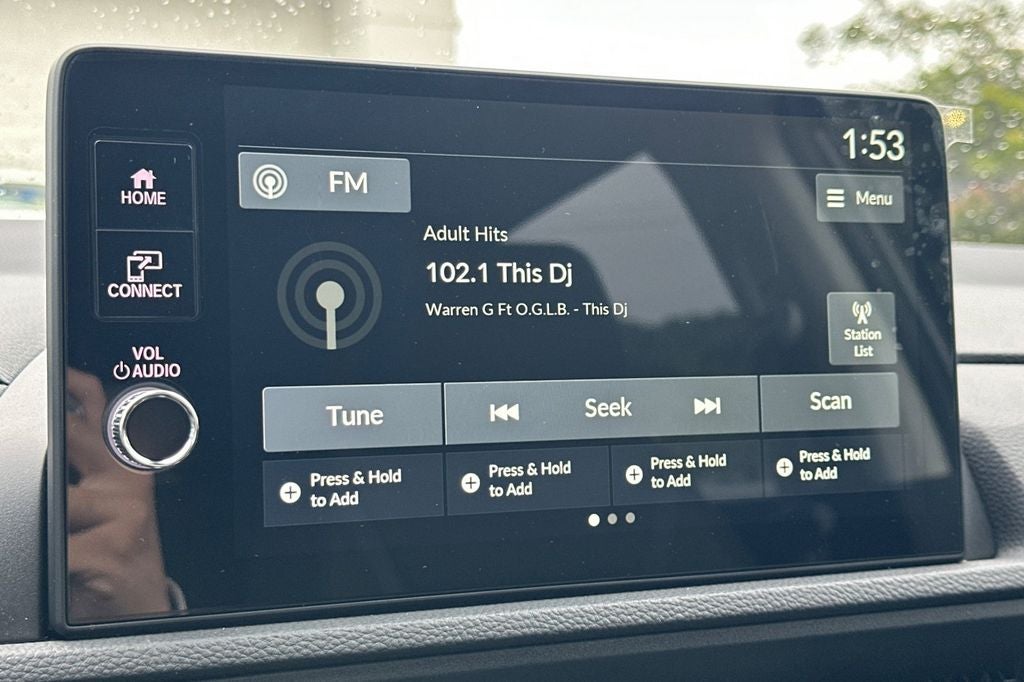 1:53
HOME
FM
Menu
Adult Hits
CONNECT
102.1 This Dj
Warren G Ft O.G.L.B. - This Dj
Station
List
VOL
AUDIO
Tune
Seek
Scan
Press & Hold
to Add
Press & Hold
to Add
Press & Hold
to Add
Press & Hold
to Add